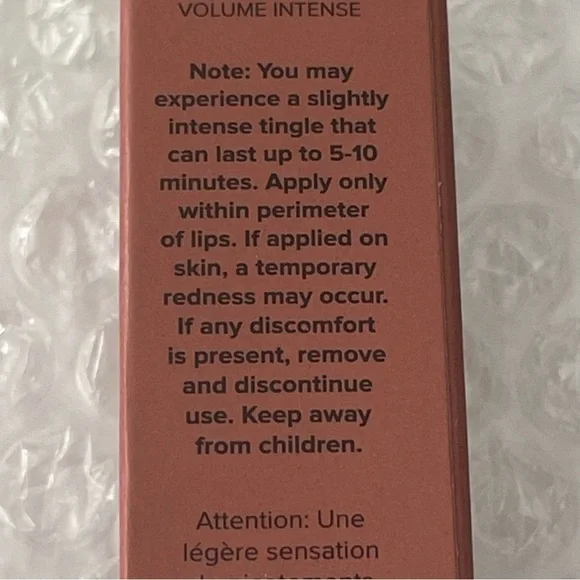 VOLUME INTENSE
Note: You may
experience a slightly
intense tingle that
can last up to 5-10
minutes. Apply only
within perimeter
of lips. If applied on
skin, a temporary
redness may occur.
If any discomfort
is present, remove
and discontinue
use. Keep away
from children.
Attention: Une
légère sensation